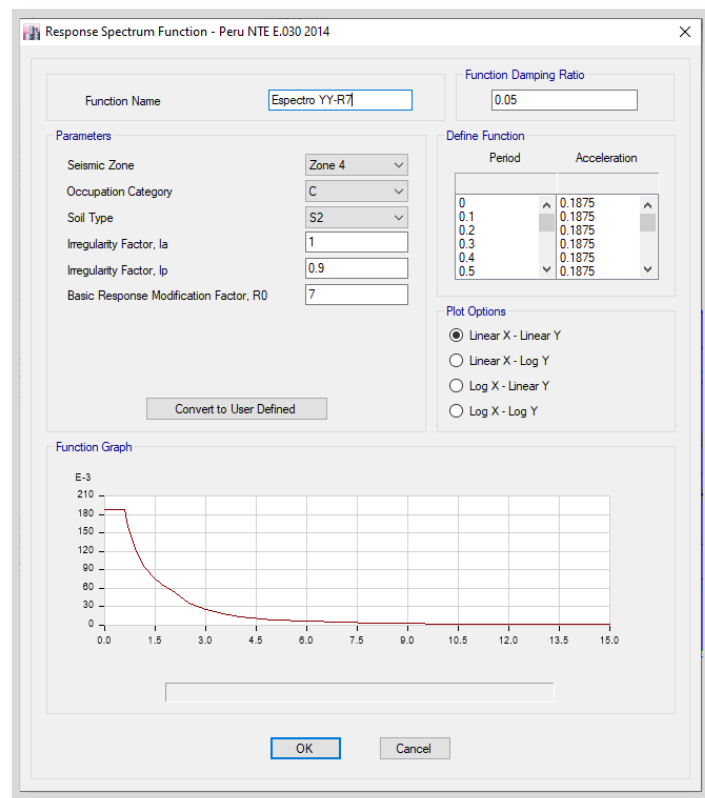 Response Spectrum Function - Peru NTE E.030 2014
Function Damping Ratio
Function Name
Espectro YY-R7
0.05
Parameters
Seismic Zone
Zone 4
Occupation Category
C
Soil Type
S2
Irregularity Factor, Ia
1
Irregularity Factor, Ip
0.9
Basic Response Modification Factor, R0
7
Convert to User Defined
Define Function
Period Acceleration
0 0.1875
0.1 0.1875
0.2 0.1875
0.3 0.1875
0.4 0.1875
0.5 0.1875
Plot Options
Linear X - Linear Y
Linear X - Log Y
Log X - Linear Y
Log X - Log Y
Function Graph
E-3
210
180
150
120
90
60
30
0
0.0 1.5 3.0 4.5 6.0 7.5 9.0 10.5 12.0 13.5 15.0
OK Cancel